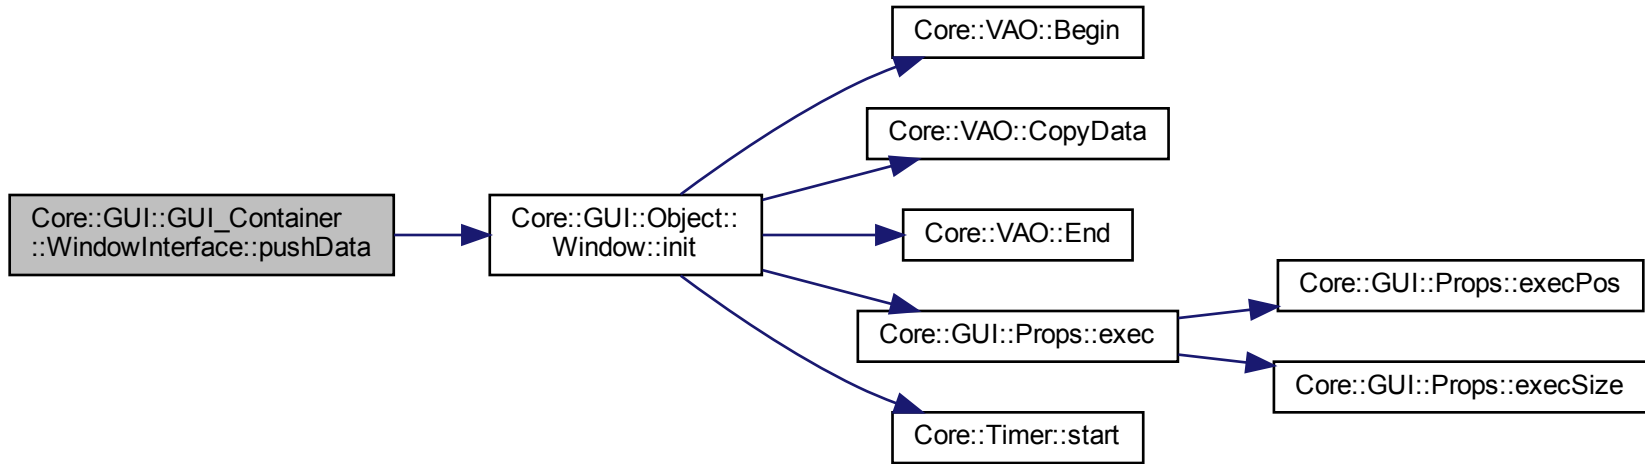 Core::VAO::Begin
Core::VAO::CopyData
Core::GUI::GUI_Container
::WindowInterface::pushData
Core::GUI::Object::
Window::init
Core::VAO::End
Core::GUI::Props::execPos
Core::GUI::Props::exec
Core::GUI::Props::execSize
Core::Timer::start